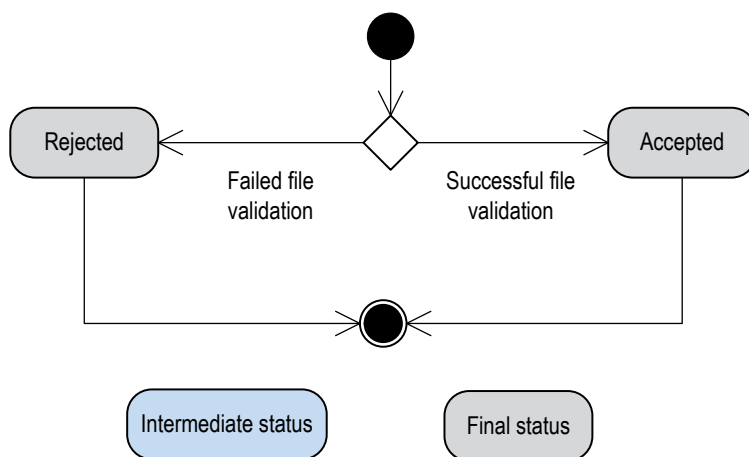 Rejected
Accepted
Failed file
validation
Successful file
validation
Intermediate status
Final status